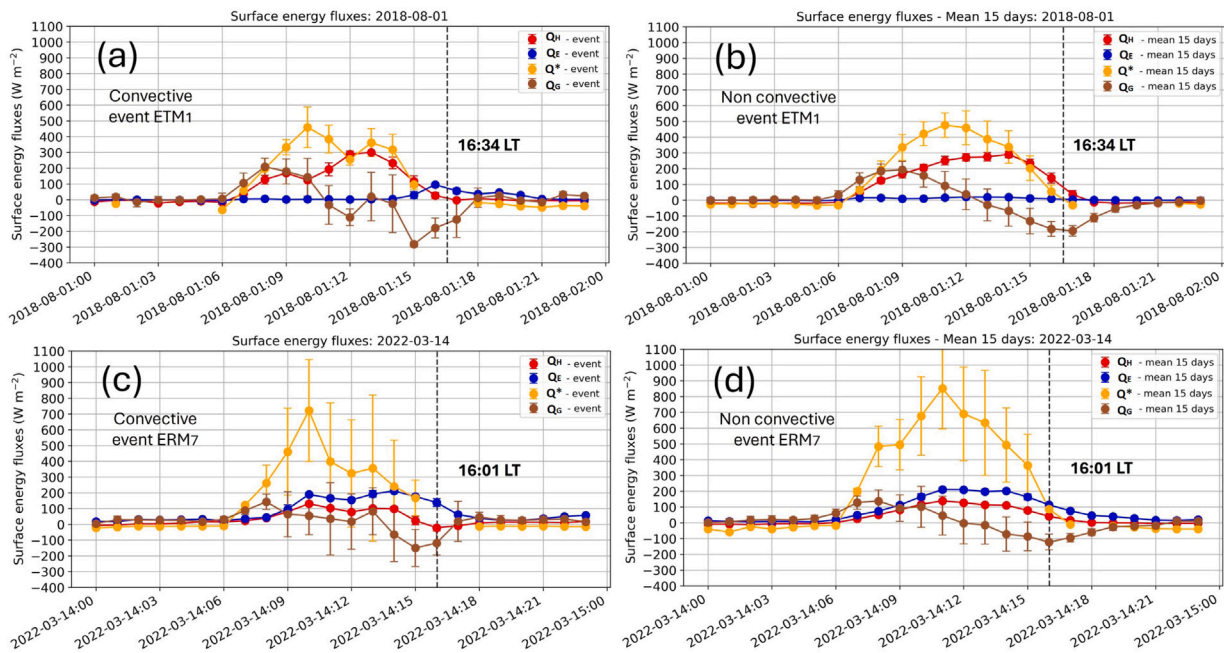 Surface energy fluxes: 2018-08-01
(a)
Convective
event ETM1
QH - event
QE - event
Q* - event
QG - event
16:34 LT
Surface energy fluxes (W m−2)
1100
1000
900
800
700
600
500
400
300
200
100
0
−100
−200
−300
−400
2018-08-01:00
2018-08-01:03
2018-08-01:06
2018-08-01:09
2018-08-01:12
2018-08-01:15
2018-08-01:18
2018-08-01:21
2018-08-02:00
Surface energy fluxes - Mean 15 days: 2018-08-01
(b)
Non convective
event ETM1
QH - mean 15 days
QE - mean 15 days
Q* - mean 15 days
QG - mean 15 days
16:34 LT
Surface energy fluxes (W m−2)
1100
1000
900
800
700
600
500
400
300
200
100
0
−100
−200
−300
−400
2018-08-01:00
2018-08-01:03
2018-08-01:06
2018-08-01:09
2018-08-01:12
2018-08-01:15
2018-08-01:18
2018-08-01:21
2018-08-02:00
Surface energy fluxes: 2022-03-14
(c)
Convective
event ERM7
QH - event
QE - event
Q* - event
QG - event
16:01 LT
Surface energy fluxes (W m−2)
1100
1000
900
800
700
600
500
400
300
200
100
0
−100
−200
−300
−400
2022-03-14:00
2022-03-14:03
2022-03-14:06
2022-03-14:09
2022-03-14:12
2022-03-14:15
2022-03-14:18
2022-03-14:21
2022-03-15:00
Surface energy fluxes - Mean 15 days: 2022-03-14
(d)
Non convective
event ERM7
QH - mean 15 days
QE - mean 15 days
Q* - mean 15 days
QG - mean 15 days
16:01 LT
Surface energy fluxes (W m−2)
1100
1000
900
800
700
600
500
400
300
200
100
0
−100
−200
−300
−400
2022-03-14:00
2022-03-14:03
2022-03-14:06
2022-03-14:09
2022-03-14:12
2022-03-14:15
2022-03-14:18
2022-03-14:21
2022-03-15:00